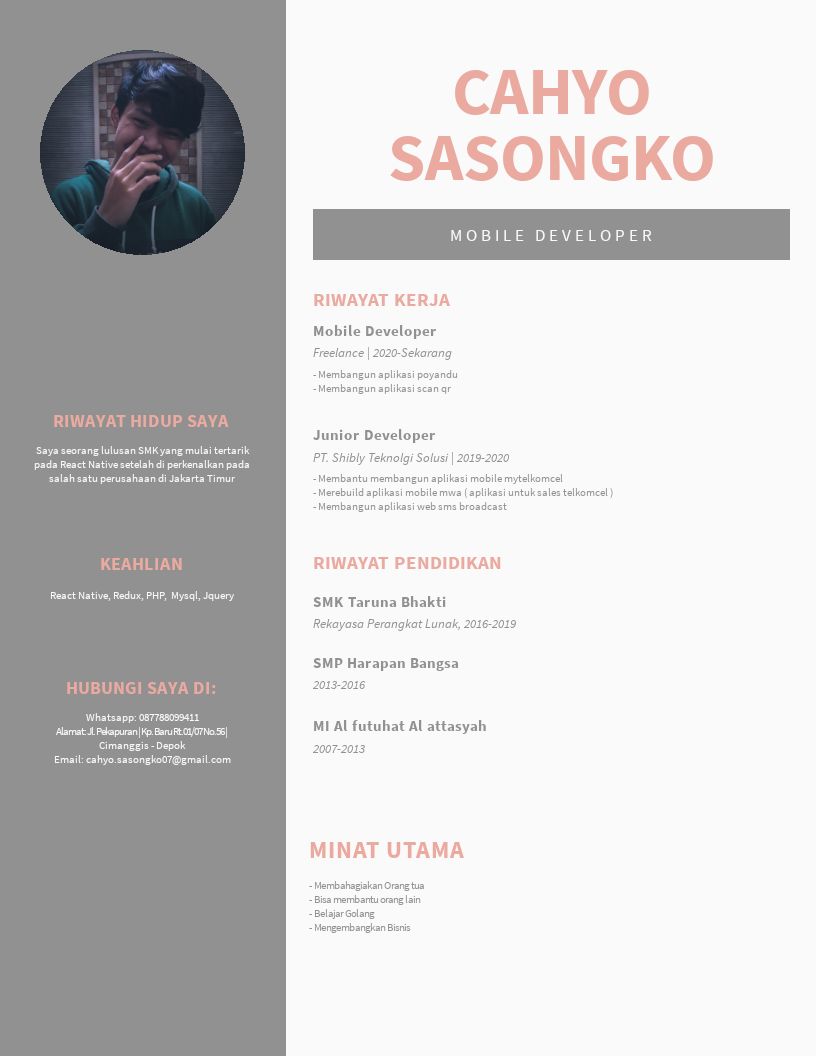 CAHYO
SASONGKO
MOBILE DEVELOPER
RIWAYAT HIDUP SAYA
Saya seorang lulusan SMK yang mulai tertarik
pada React Native setelah di perkenalkan pada
salah satu perusahaan di Jakarta Timur
KEAHLIAN
React Native, Redux, PHP, Mysql, Jquery
HUBUNGI SAYA DI:
Whatsapp: 087788099411
Alamat: Jl. Pekapuran | Kp. Baru Rt.01/07 No.56 |
Cimanggis - Depok
Email: cahyo.sasongko07@gmail.com
RIWAYAT KERJA
Mobile Developer
Freelance | 2020-Sekarang
- Membangun aplikasi poyandu
- Membangun aplikasi scan qr
Junior Developer
PT. Shibly Teknolgi Solusi | 2019-2020
- Membantu membangun aplikasi mobile mytelkomcel
- Merebuild aplikasi mobile mwa ( aplikasi untuk sales telkomcel )
- Membangun aplikasi web sms broadcast
RIWAYAT PENDIDIKAN
SMK Taruna Bhakti
Rekayasa Perangkat Lunak, 2016-2019
SMP Harapan Bangsa
2013-2016
MI Al futuhat Al attasyah
2007-2013
MINAT UTAMA
- Membahagiakan Orang tua
- Bisa membantu orang lain
- Belajar Golang
- Mengembangkan Bisnis